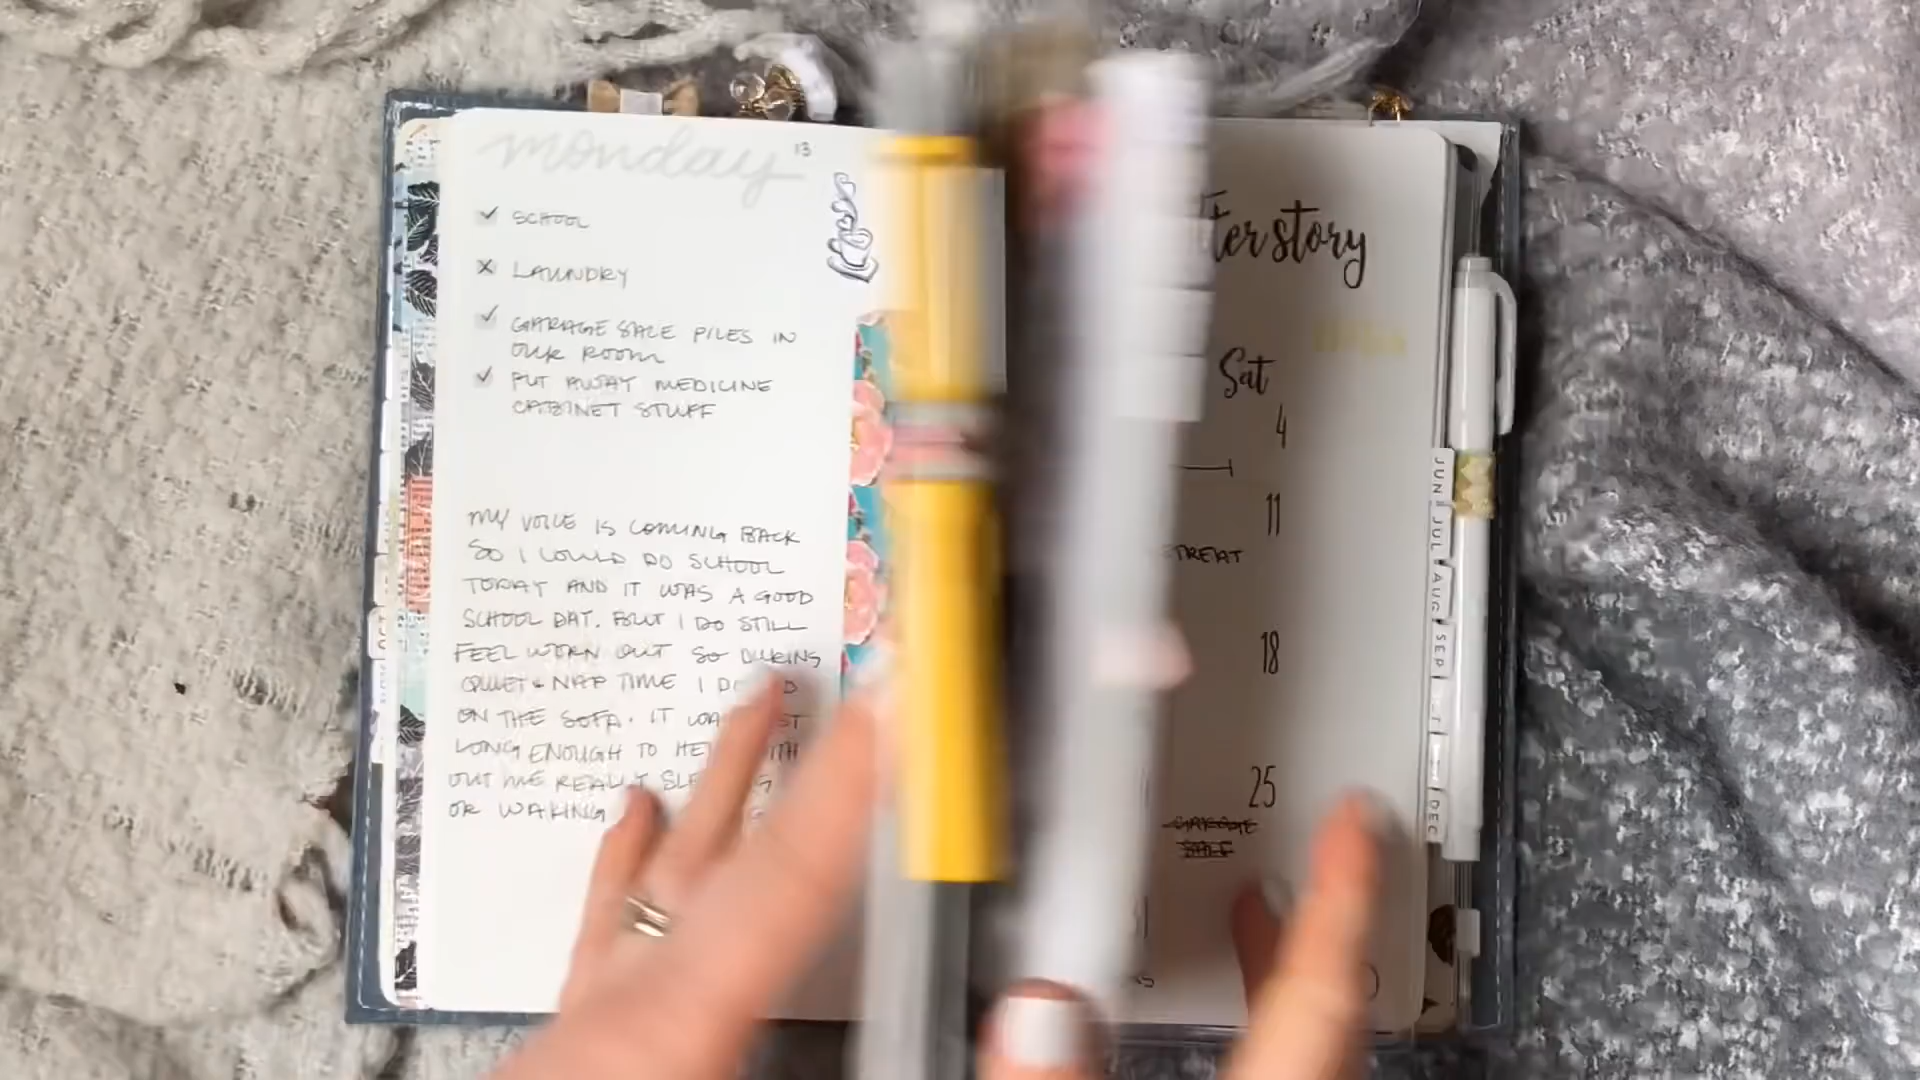 monday 13
SCHOOL
LAUNDRY
GARAGE SALE PILES IN
OUR ROOM
PUT AWAY MEDICINE
CABINET STUFF
MY VOICE IS COMING BACK
SO I COULD DO SCHOOL
TODAY AND IT WAS A GOOD
SCHOOL DAY. BUT I DO STILL
FEEL WORN OUT SO DURING
QUIET & NAP TIME I
ON THE SOFA. IT
LONG ENOUGH TO
OUT ME REALLY
OR WAKING
story
Sat
4
11
18
25
GARAGE
SALE
JUN
JUL
AUG
SEP
DEC
OCT